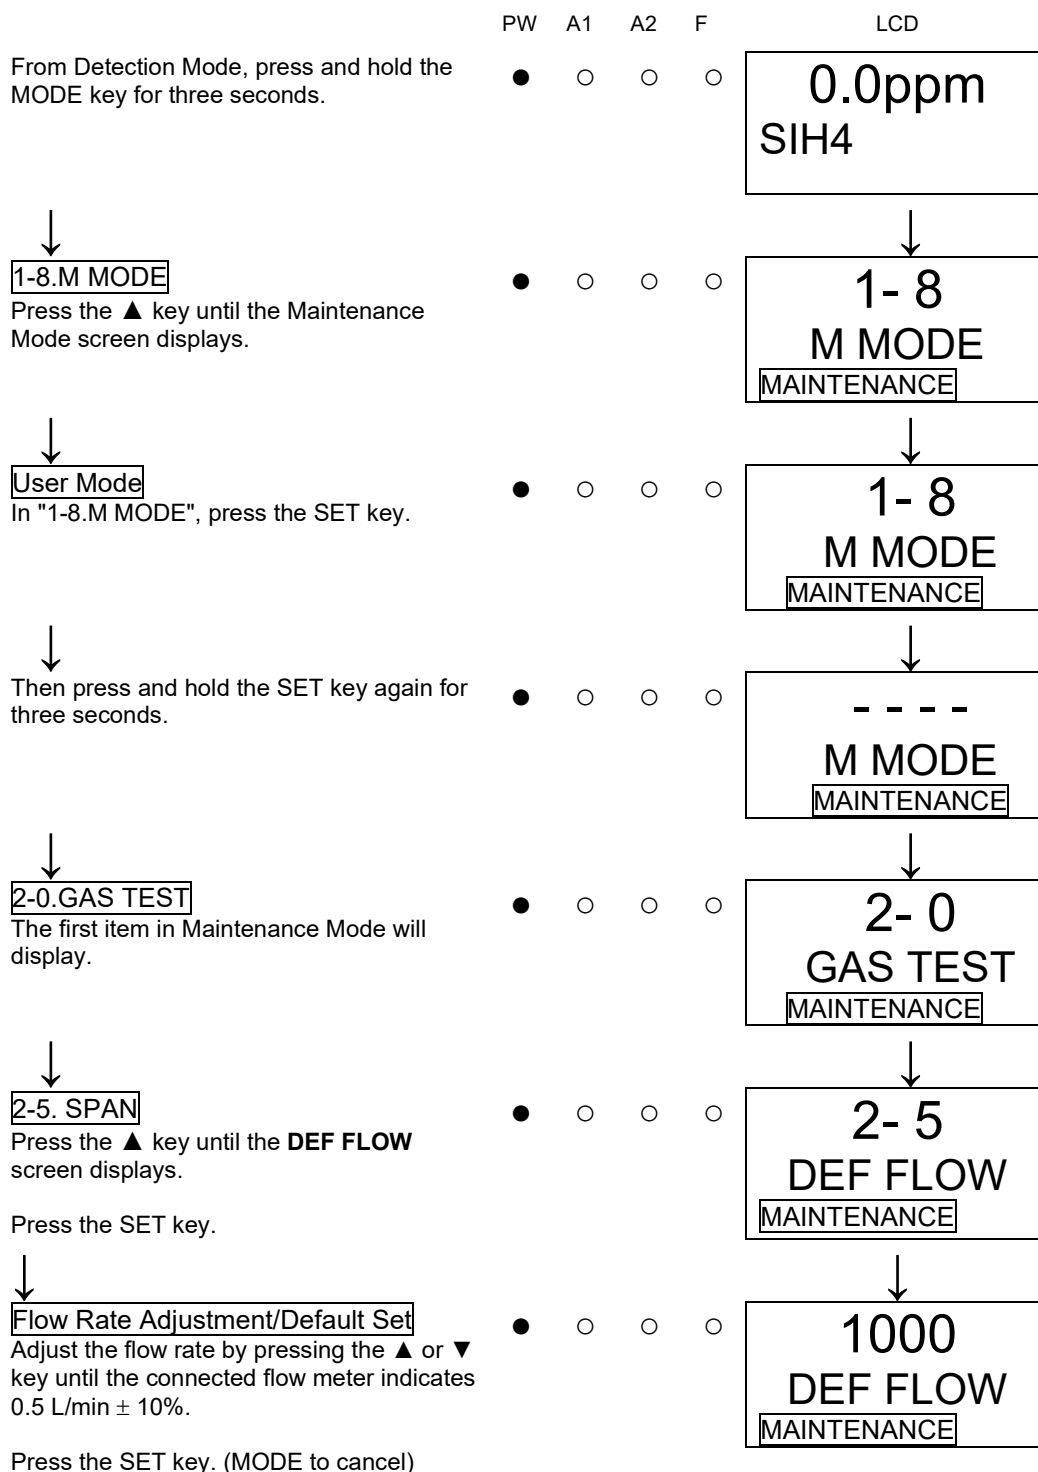 PW A1 A2 F LCD
From Detection Mode, press and hold the
MODE key for three seconds.
● ○ ○ ○
0.0ppm
SIH4
↓ ↓
1-8.M MODE
Press the ▲ key until the Maintenance
Mode screen displays.
● ○ ○ ○
1- 8
M MODE
MAINTENANCE
↓ ↓
User Mode
In "1-8.M MODE", press the SET key.
● ○ ○ ○
1- 8
M MODE
MAINTENANCE
↓ ↓
Then press and hold the SET key again for
three seconds.
● ○ ○ ○
- - - -
M MODE
MAINTENANCE
↓ ↓
2-0.GAS TEST
The first item in Maintenance Mode will
display.
● ○ ○ ○
2- 0
GAS TEST
MAINTENANCE
↓ ↓
2-5. SPAN
Press the ▲ key until the DEF FLOW
screen displays.
Press the SET key.
● ○ ○ ○
2- 5
DEF FLOW
MAINTENANCE
↓ ↓
Flow Rate Adjustment/Default Set
Adjust the flow rate by pressing the ▲ or ▼
key until the connected flow meter indicates
0.5 L/min ± 10%.
Press the SET key. (MODE to cancel)
● ○ ○ ○
1000
DEF FLOW
MAINTENANCE